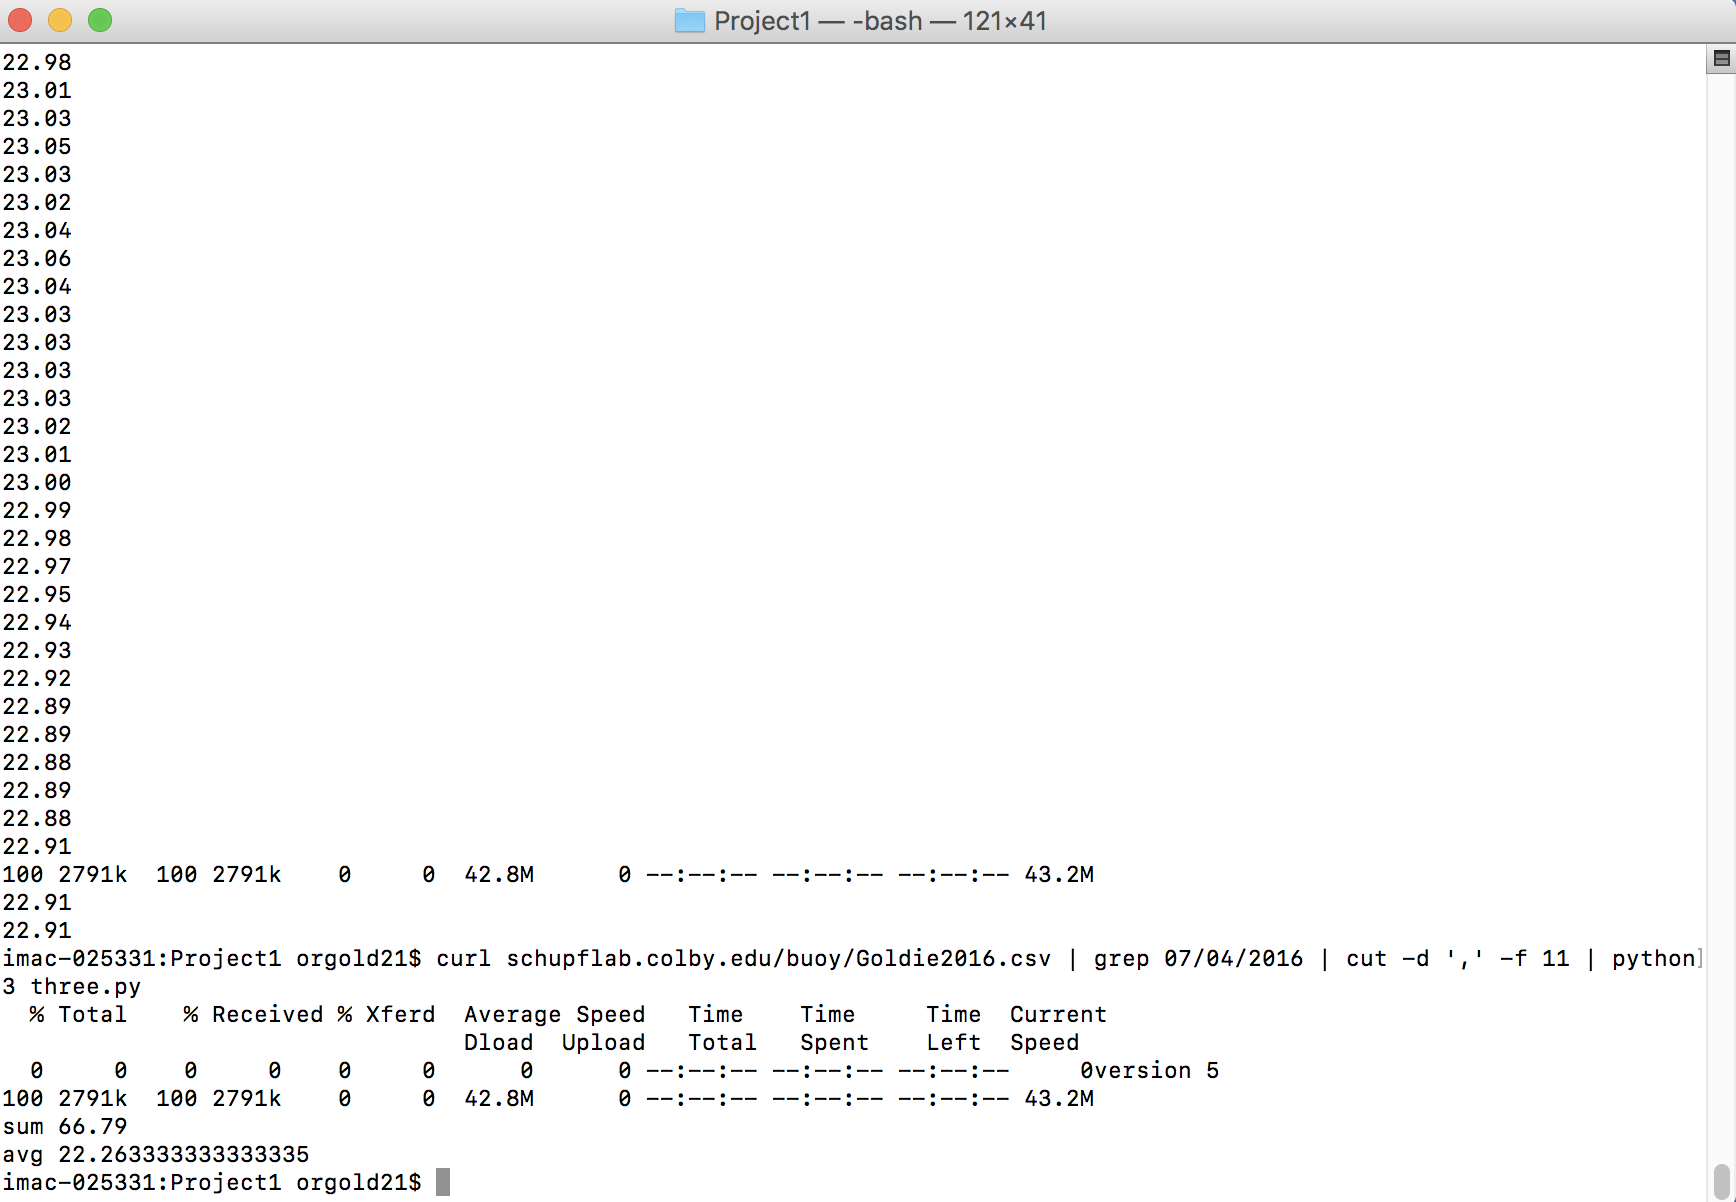 Project1 — -bash — 121×41
22.98
23.01
23.03
23.05
23.03
23.02
23.04
23.06
23.04
23.03
23.03
23.03
23.03
23.02
23.01
23.00
22.99
22.98
22.97
22.95
22.94
22.93
22.92
22.89
22.89
22.88
22.89
22.88
22.91
100 2791k  100 2791k    0     0  42.8M      0 --:--:-- --:--:-- --:--:-- 43.2M
22.91
22.91
imac-025331:Project1 orgold21$ curl schupflab.colby.edu/buoy/Goldie2016.csv | grep 07/04/2016 | cut -d ',' -f 11 | python]
3 three.py
  % Total    % Received % Xferd  Average Speed   Time    Time     Time  Current
                                 Dload  Upload   Total   Spent    Left  Speed
  0     0    0     0    0     0      0      0 --:--:-- --:--:-- --:--:--     0version 5
100 2791k  100 2791k    0     0  42.8M      0 --:--:-- --:--:-- --:--:-- 43.2M
sum 66.79
avg 22.263333333333335
imac-025331:Project1 orgold21$